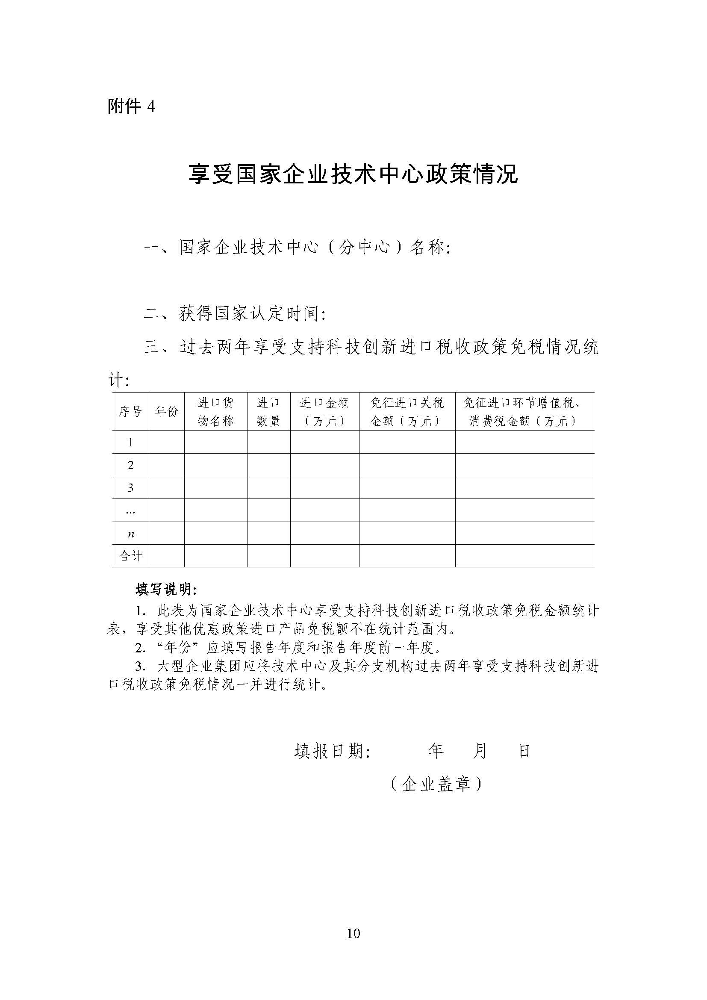 附件 4
享受国家企业技术中心政策情况
一、国家企业技术中心（分中心）名称：
二、获得国家认定时间：
三、过去两年享受支持科技创新进口税收政策免税情况统
计：
序号 年份 进口货物名称 进口数量 进口金额（万元） 免征进口关税金额（万元） 免征进口环节增值税、消费税金额（万元）
1
2
3
…
n
合计
填写说明：
1. 此表为国家企业技术中心享受支持科技创新进口税收政策免税金额统计
表，享受其他优惠政策进口产品免税额不在统计范围内。
2. “年份”应填写报告年度和报告年度前一年度。
3. 大型企业集团应将技术中心及其分支机构过去两年享受支持科技创新进
口税收政策免税情况一并进行统计。
填报日期： 年 月 日
（企业盖章）
10